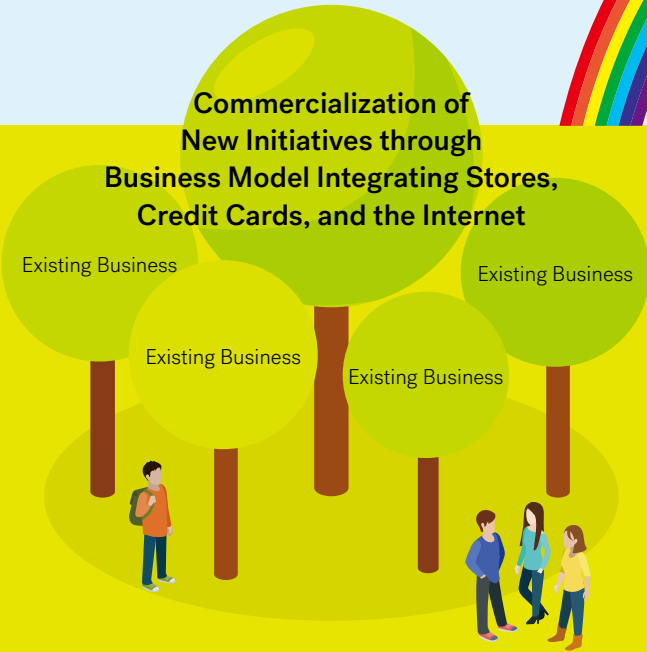 Commercialization of
New Initiatives through
Business Model Integrating Stores,
Credit Cards, and the Internet
Existing Business
Existing Business
Existing Business
Existing Business